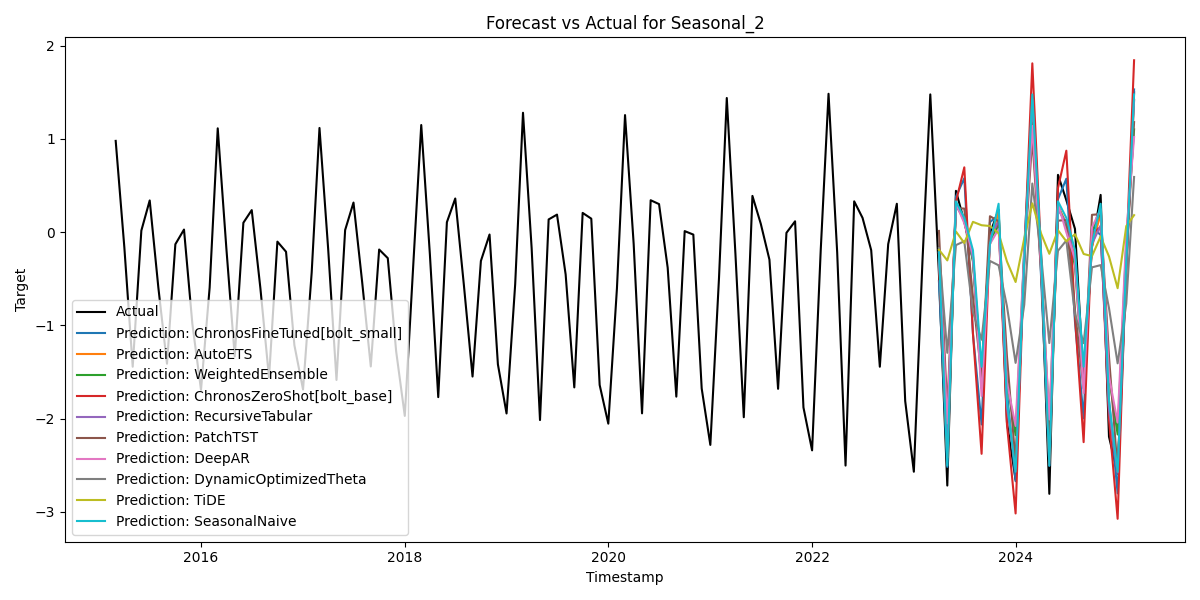 Forecast vs Actual for Seasonal_2
Target
2
1
0
−1
−2
−3
Actual
Prediction: ChronosFineTuned[bolt_small]
Prediction: AutoETS
Prediction: WeightedEnsemble
Prediction: ChronosZeroShot[bolt_base]
Prediction: RecursiveTabular
Prediction: PatchTST
Prediction: DeepAR
Prediction: DynamicOptimizedTheta
Prediction: TiDE
Prediction: SeasonalNaive
2016 2018 2020 2022 2024
Timestamp